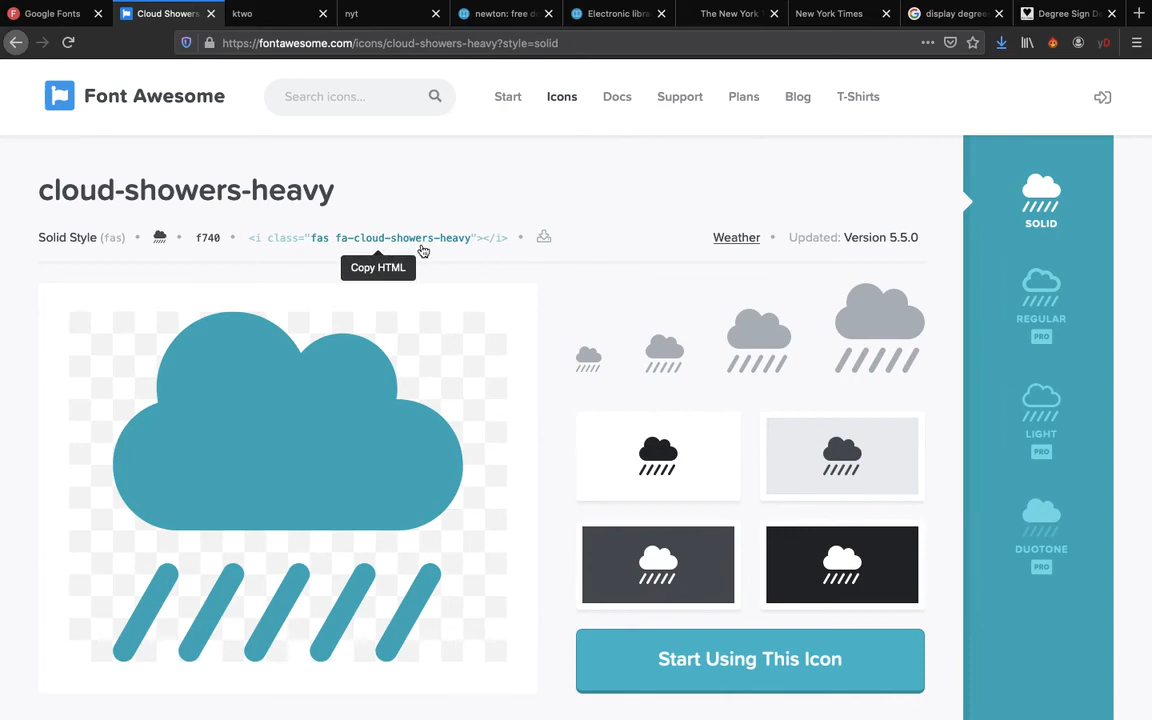 Google Fonts
Cloud Showers
ktwo
nyt
newton: free d
Electronic libra
The New York T
New York Times
display degree
Degree Sign De
https://fontawesome.com/icons/cloud-showers-heavy?style=solid
Font Awesome
Search icons...
Start
Icons
Docs
Support
Plans
Blog
T-Shirts
cloud-showers-heavy
Solid Style (fas) • • f740 • <i class="fas fa-cloud-showers-heavy"></i> •
Weather • Updated: Version 5.5.0
Copy HTML
SOLID
REGULAR
PRO
LIGHT
PRO
DUOTONE
PRO
Start Using This Icon